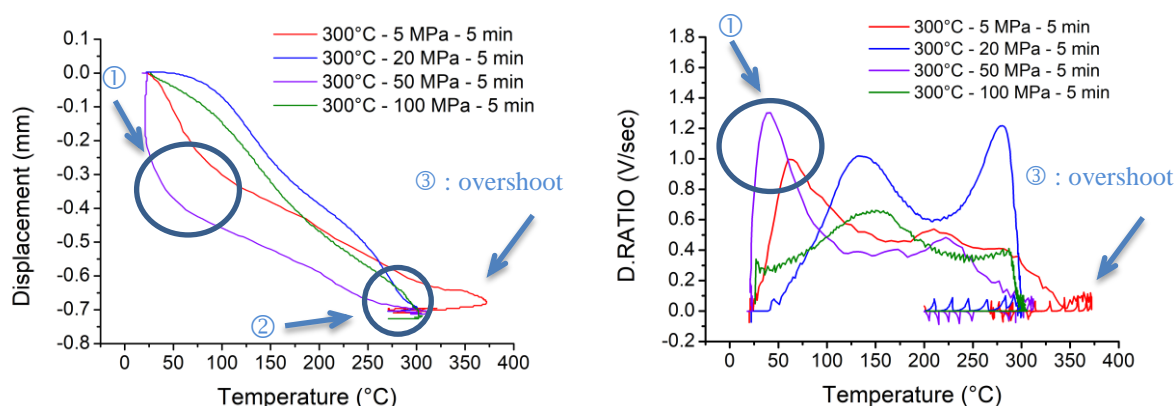 ①
Displacement (mm)
0.1
0.0
-0.1
-0.2
-0.3
-0.4
-0.5
-0.6
-0.7
-0.8
300°C - 5 MPa - 5 min
300°C - 20 MPa - 5 min
300°C - 50 MPa - 5 min
300°C - 100 MPa - 5 min
③ : overshoot
②
0 50 100 150 200 250 300 350 400
Temperature (°C)
①
D.RATIO (V/sec)
1.8
1.6
1.4
1.2
1.0
0.8
0.6
0.4
0.2
0.0
300°C - 5 MPa - 5 min
300°C - 20 MPa - 5 min
300°C - 50 MPa - 5 min
300°C - 100 MPa - 5 min
③ : overshoot
0 50 100 150 200 250 300 350 400
Temperature (°C)